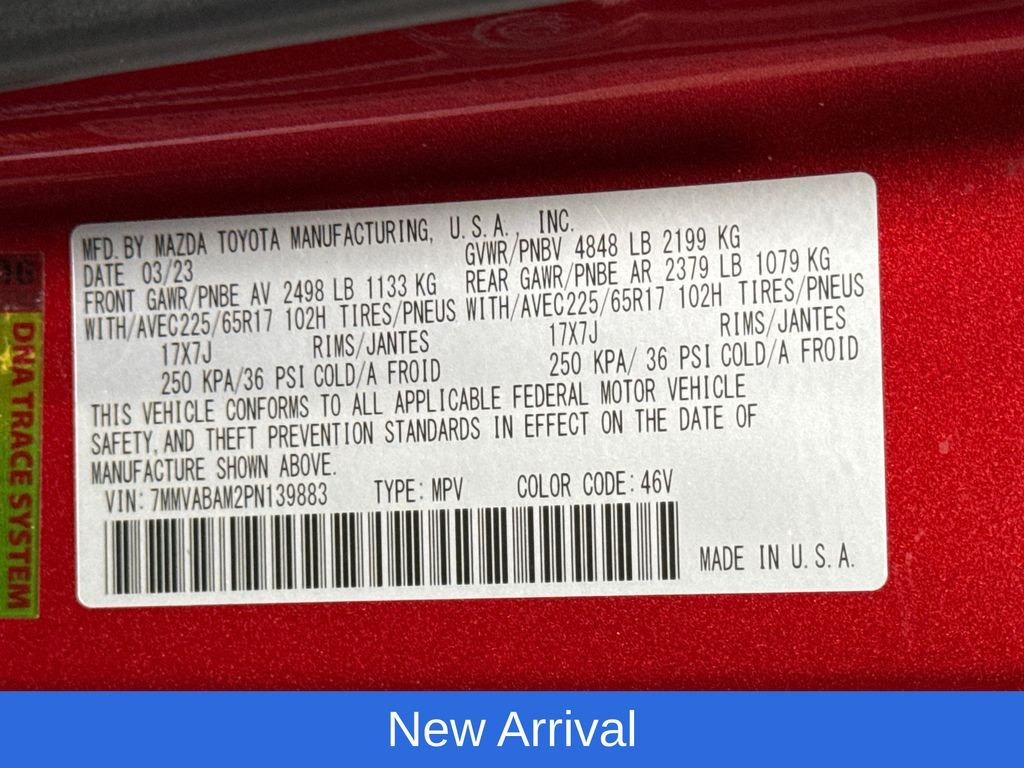 MFD. BY MAZDA TOYOTA MANUFACTURING, U.S.A., INC.
DATE 03/23 GVWR/PNBV 4848 LB 2199 KG
FRONT GAWR/PNBE AV 2498 LB 1133 KG REAR GAWR/PNBE AR 2379 LB 1079 KG
WITH/AVEC225/65R17 102H TIRES/PNEUS WITH/AVEC225/65R17 102H TIRES/PNEUS
17X7J RIMS/JANTES 17X7J RIMS/JANTES
250 KPA/36 PSI COLD/A FROID 250 KPA/ 36 PSI COLD/A FROID
THIS VEHICLE CONFORMS TO ALL APPLICABLE FEDERAL MOTOR VEHICLE
SAFETY, AND THEFT PREVENTION STANDARDS IN EFFECT ON THE DATE OF
MANUFACTURE SHOWN ABOVE.
VIN: 7MMVABAM2PN139883 TYPE: MPV COLOR CODE: 46V
MADE IN U.S.A.
DNA TRACE SYSTEM
New Arrival